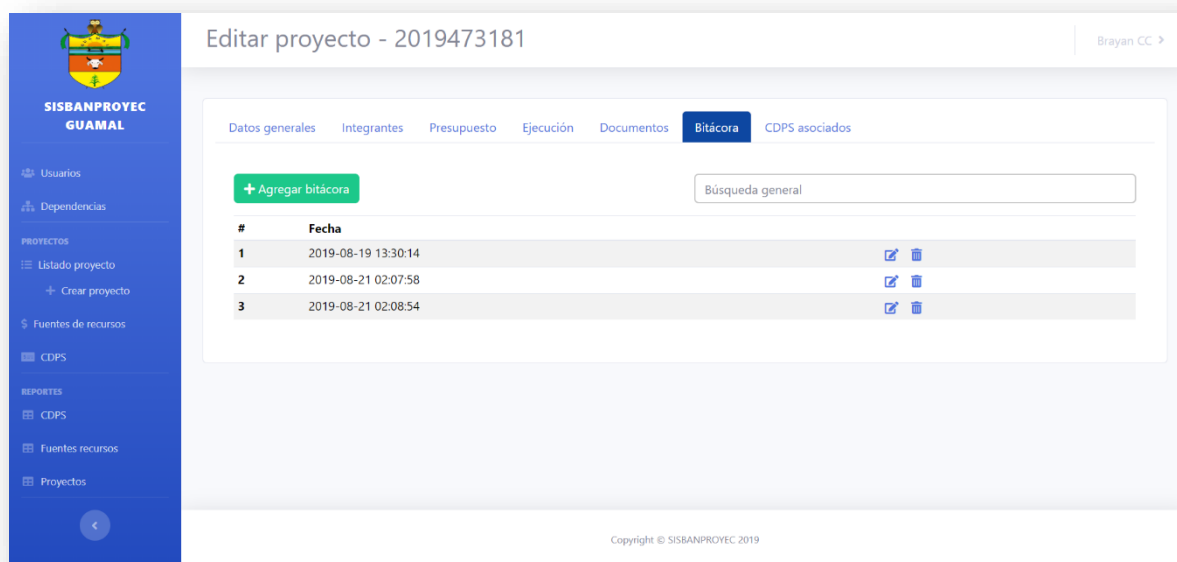 SISBANPROYEC
GUAMAL
Usuarios
Dependencias
PROYECTOS
Listado proyecto
Crear proyecto
Fuentes de recursos
CDPS
REPORTES
CDPS
Fuentes recursos
Proyectos
Editar proyecto - 2019473181
Brayan CC
Datos generales Integrantes Presupuesto Ejecución Documentos Bitácora CDPS asociados
Agregar bitácora Búsqueda general
# Fecha
1 2019-08-19 13:30:14
2 2019-08-21 02:07:58
3 2019-08-21 02:08:54
Copyright © SISBANPROYEC 2019